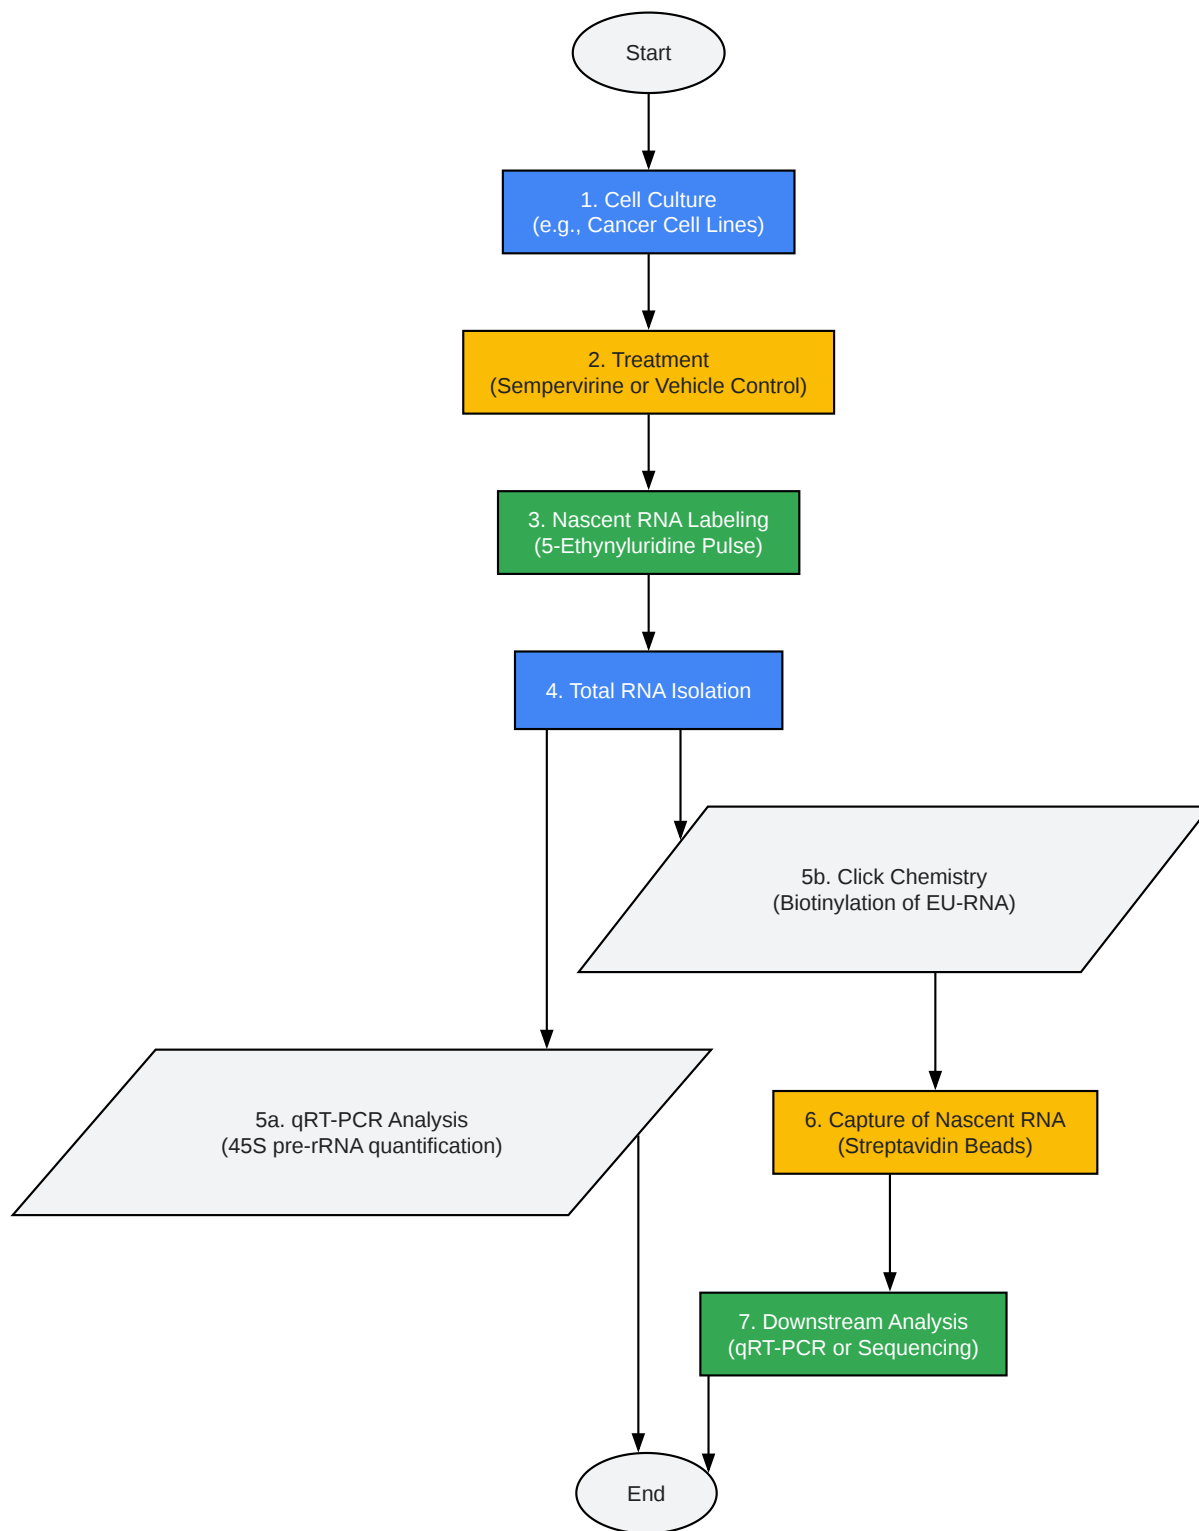 Start
1. Cell Culture
(e.g., Cancer Cell Lines)
2. Treatment
(Sempervirine or Vehicle Control)
3. Nascent RNA Labeling
(5-Ethynyluridine Pulse)
4. Total RNA Isolation
5b. Click Chemistry
(Biotinylation of EU-RNA)
5a. qRT-PCR Analysis
(45S pre-rRNA quantification)
6. Capture of Nascent RNA
(Streptavidin Beads)
7. Downstream Analysis
(qRT-PCR or Sequencing)
End